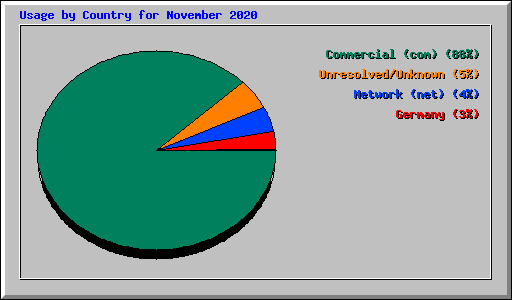 Usage by Country for November 2020
Commercial (com) (88%)
Unresolved/Unknown (5%)
Network (net) (4%)
Germany (3%)